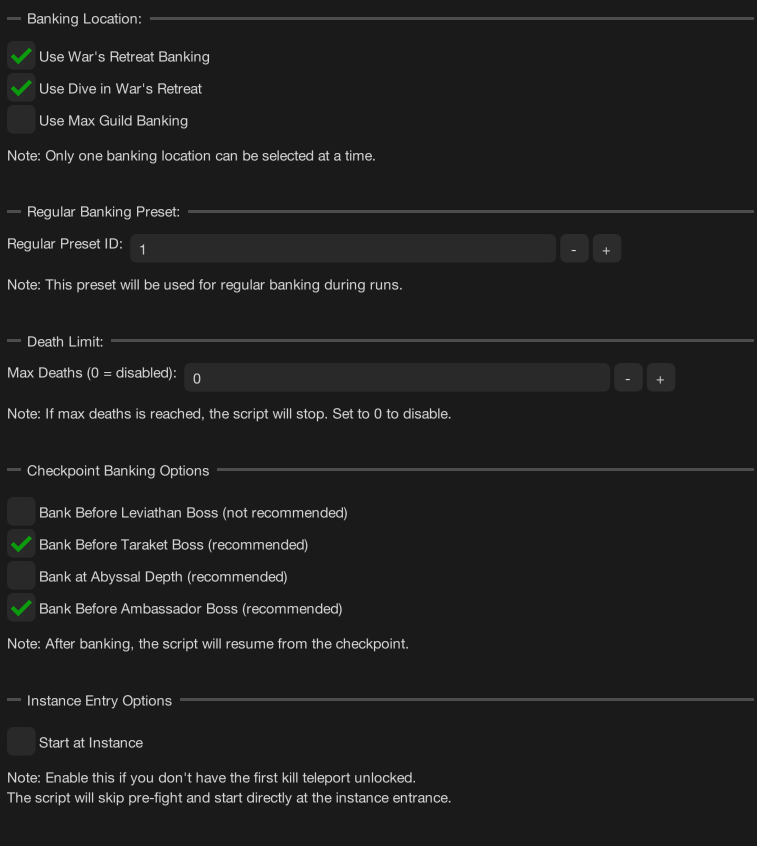 Banking Location:
Use War's Retreat Banking
Use Dive in War's Retreat
Use Max Guild Banking
Note: Only one banking location can be selected at a time.
Regular Banking Preset:
Regular Preset ID: 1 - +
Note: This preset will be used for regular banking during runs.
Death Limit:
Max Deaths (0 = disabled): 0 - +
Note: If max deaths is reached, the script will stop. Set to 0 to disable.
Checkpoint Banking Options
Bank Before Leviathan Boss (not recommended)
Bank Before Taraket Boss (recommended)
Bank at Abyssal Depth (recommended)
Bank Before Ambassador Boss (recommended)
Note: After banking, the script will resume from the checkpoint.
Instance Entry Options
Start at Instance
Note: Enable this if you don't have the first kill teleport unlocked.
The script will skip pre-fight and start directly at the instance entrance.